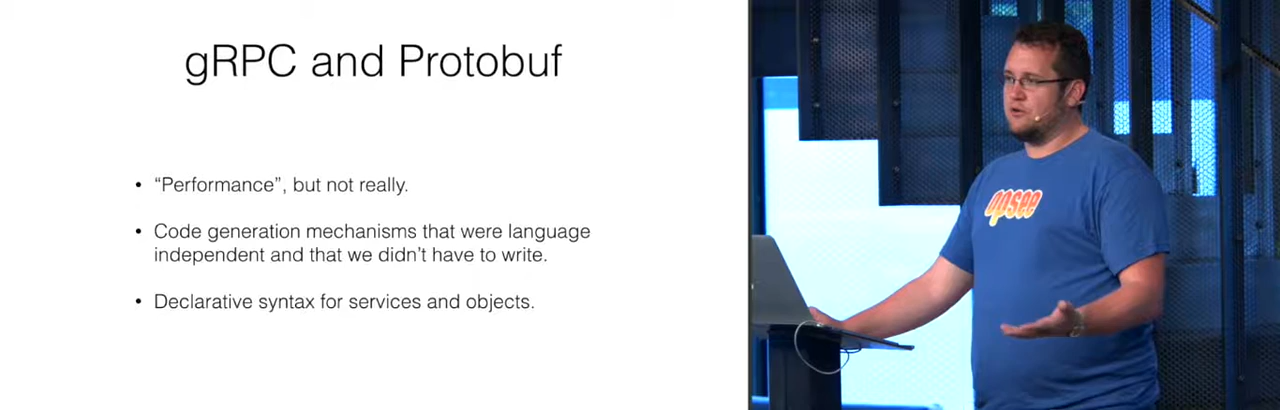 gRPC and Protobuf
• "Performance", but not really.
• Code generation mechanisms that were language
independent and that we didn't have to write.
• Declarative syntax for services and objects.
opsee